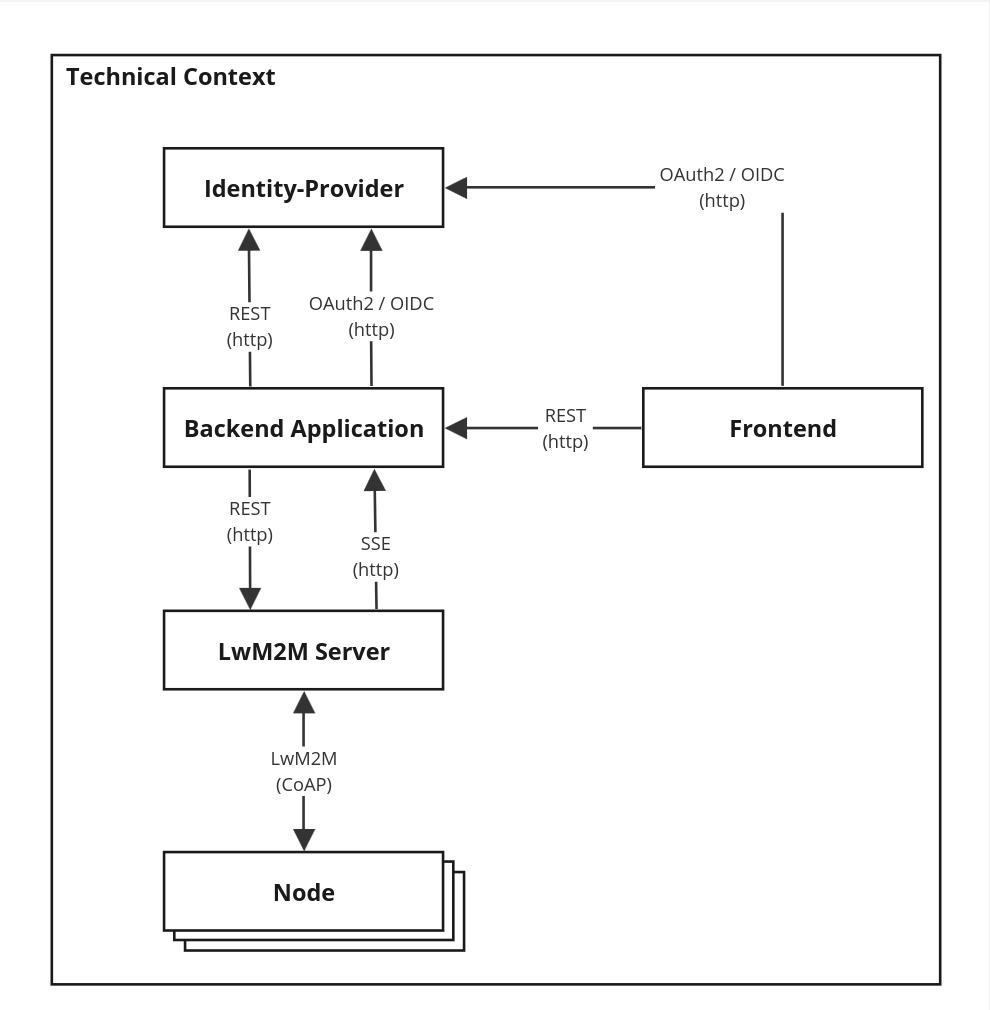 Technical Context
Identity-Provider
OAuth2 / OIDC
(http)
REST
(http)
OAuth2 / OIDC
(http)
Backend Application
REST
(http)
Frontend
REST
(http)
SSE
(http)
LwM2M Server
LwM2M
(CoAP)
Node